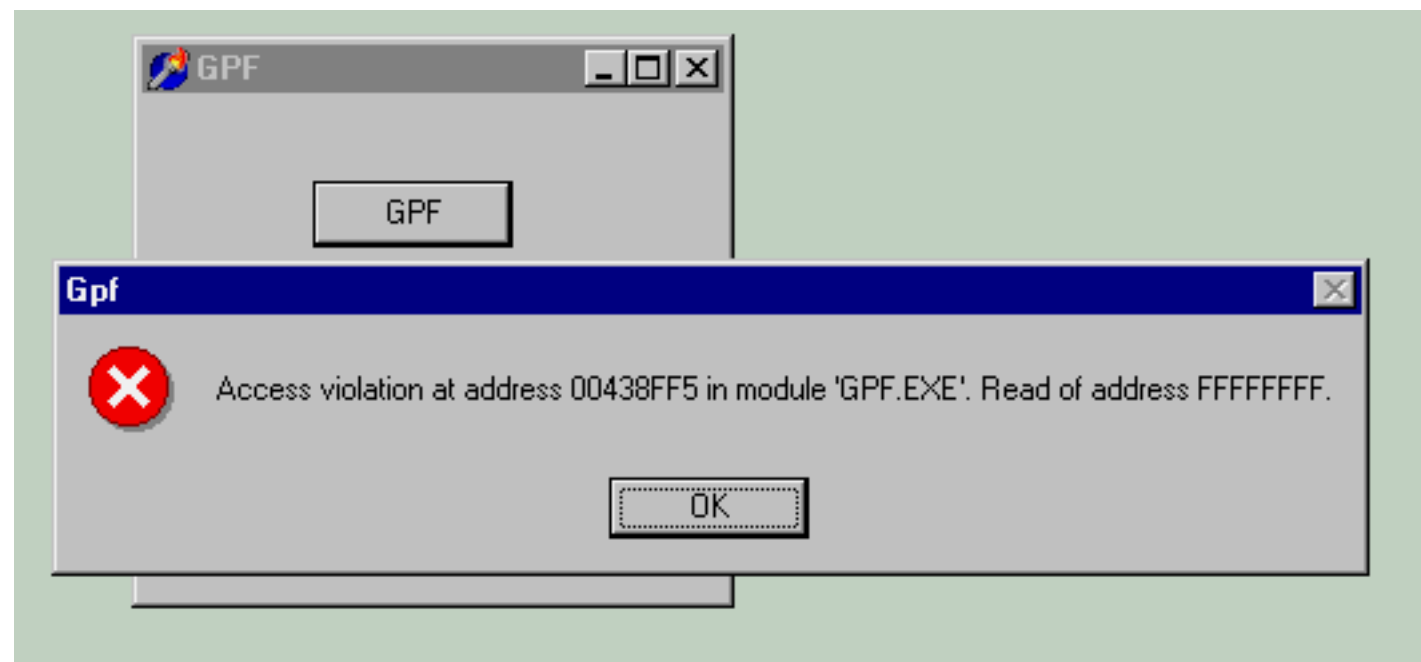 GPF
GPF
Gpf
Access violation at address 00438FF5 in module 'GPF.EXE'. Read of address FFFFFFFF.
OK